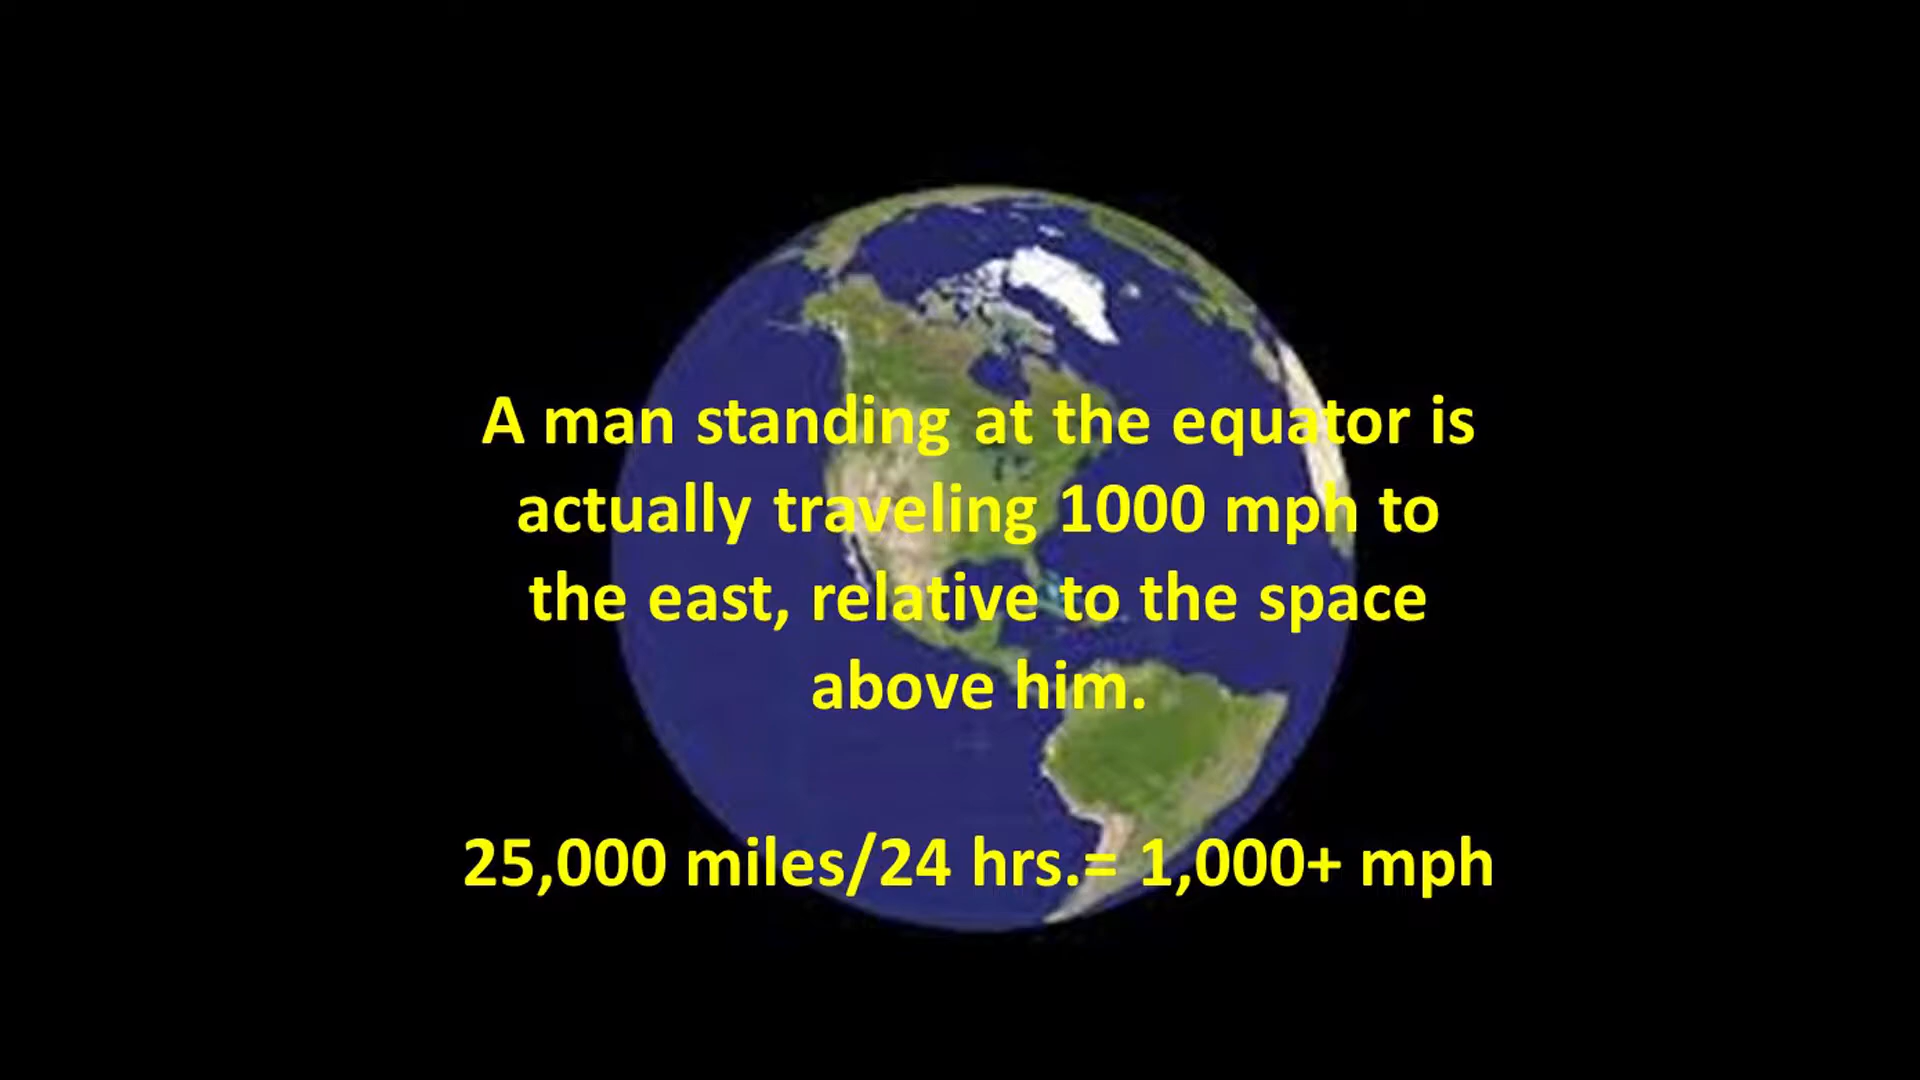 A man standing at the equator is
actually traveling 1000 mph to
the east, relative to the space
above him.
25,000 miles/24 hrs.= 1,000+ mph